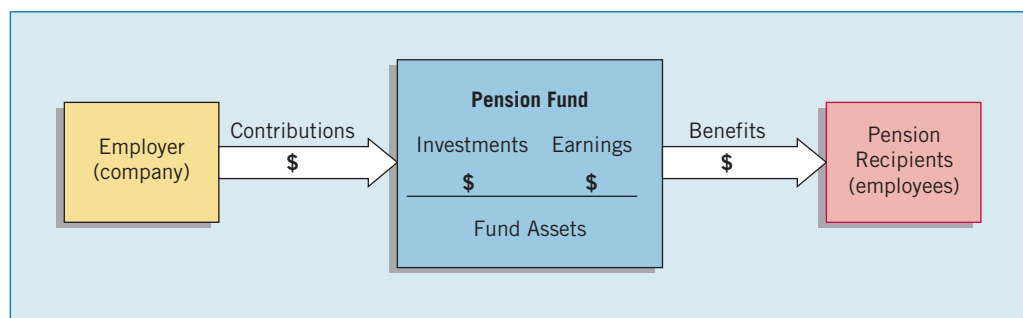 Employer
(company)
Contributions
$
Pension Fund
Investments Earnings
$ $
Fund Assets
Benefits
$
Pension
Recipients
(employees)